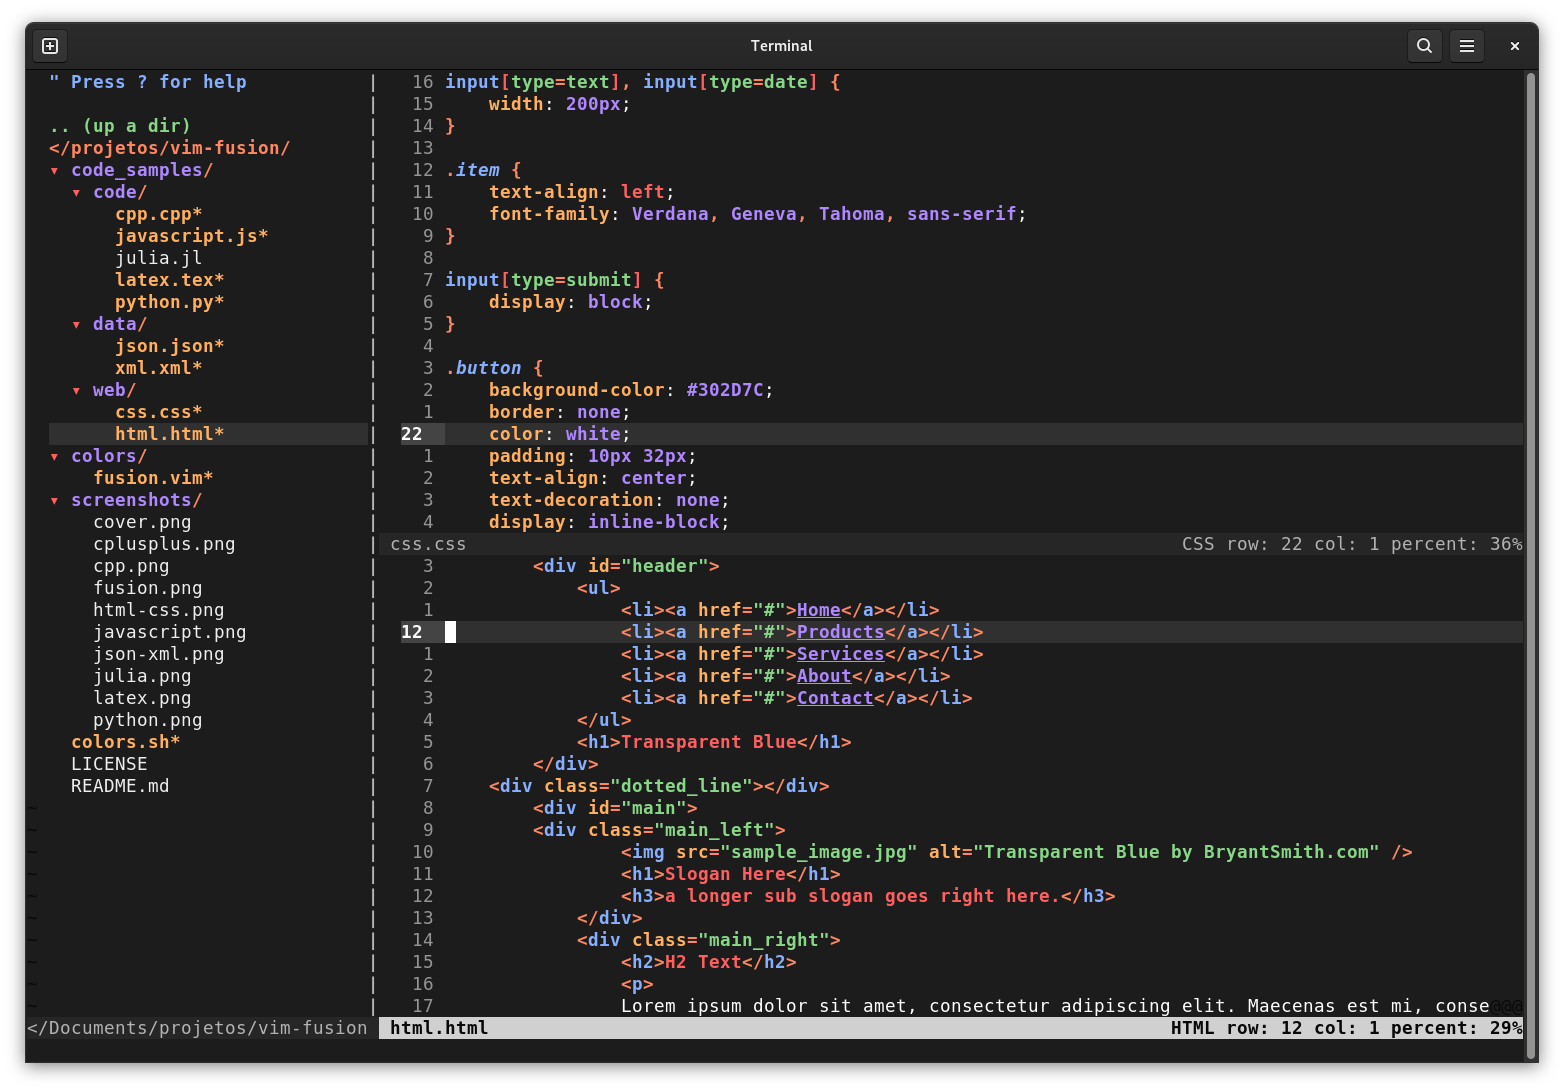 Terminal
" Press ? for help
.. (up a dir)
</projetos/vim-fusion/
▾ code_samples/
▾ code/
cpp.cpp*
javascript.js*
julia.jl
latex.tex*
python.py*
▾ data/
json.json*
xml.xml*
▾ web/
css.css*
html.html*
▾ colors/
fusion.vim*
▾ screenshots/
cover.png
cplusplus.png
cpp.png
fusion.png
html-css.png
javascript.png
json-xml.png
julia.png
latex.png
python.png
colors.sh*
LICENSE
README.md
~
~
~
~
~
~
~
~
~
~
</Documents/projetos/vim-fusion
16 input[type=text], input[type=date] {
15     width: 200px;
14 }
13
12 .item {
11     text-align: left;
10     font-family: Verdana, Geneva, Tahoma, sans-serif;
9 }
8
7 input[type=submit] {
6     display: block;
5 }
4
3 .button {
2     background-color: #302D7C;
1     border: none;
22     color: white;
1     padding: 10px 32px;
2     text-align: center;
3     text-decoration: none;
4     display: inline-block;
css.css CSS row: 22 col: 1 percent: 36%
3         <div id="header">
2             <ul>
1                 <li><a href="#">Home</a></li>
12                 <li><a href="#">Products</a></li>
1                 <li><a href="#">Services</a></li>
2                 <li><a href="#">About</a></li>
3                 <li><a href="#">Contact</a></li>
4             </ul>
5             <h1>Transparent Blue</h1>
6         </div>
7     <div class="dotted_line"></div>
8         <div id="main">
9         <div class="main_left">
10                 <img src="sample_image.jpg" alt="Transparent Blue by BryantSmith.com" />
11                 <h1>Slogan Here</h1>
12                 <h3>a longer sub slogan goes right here.</h3>
13             </div>
14             <div class="main_right">
15                 <h2>H2 Text</h2>
16                 <p>
17                 Lorem ipsum dolor sit amet, consectetur adipiscing elit. Maecenas est mi, conse@@@
html.html HTML row: 12 col: 1 percent: 29%